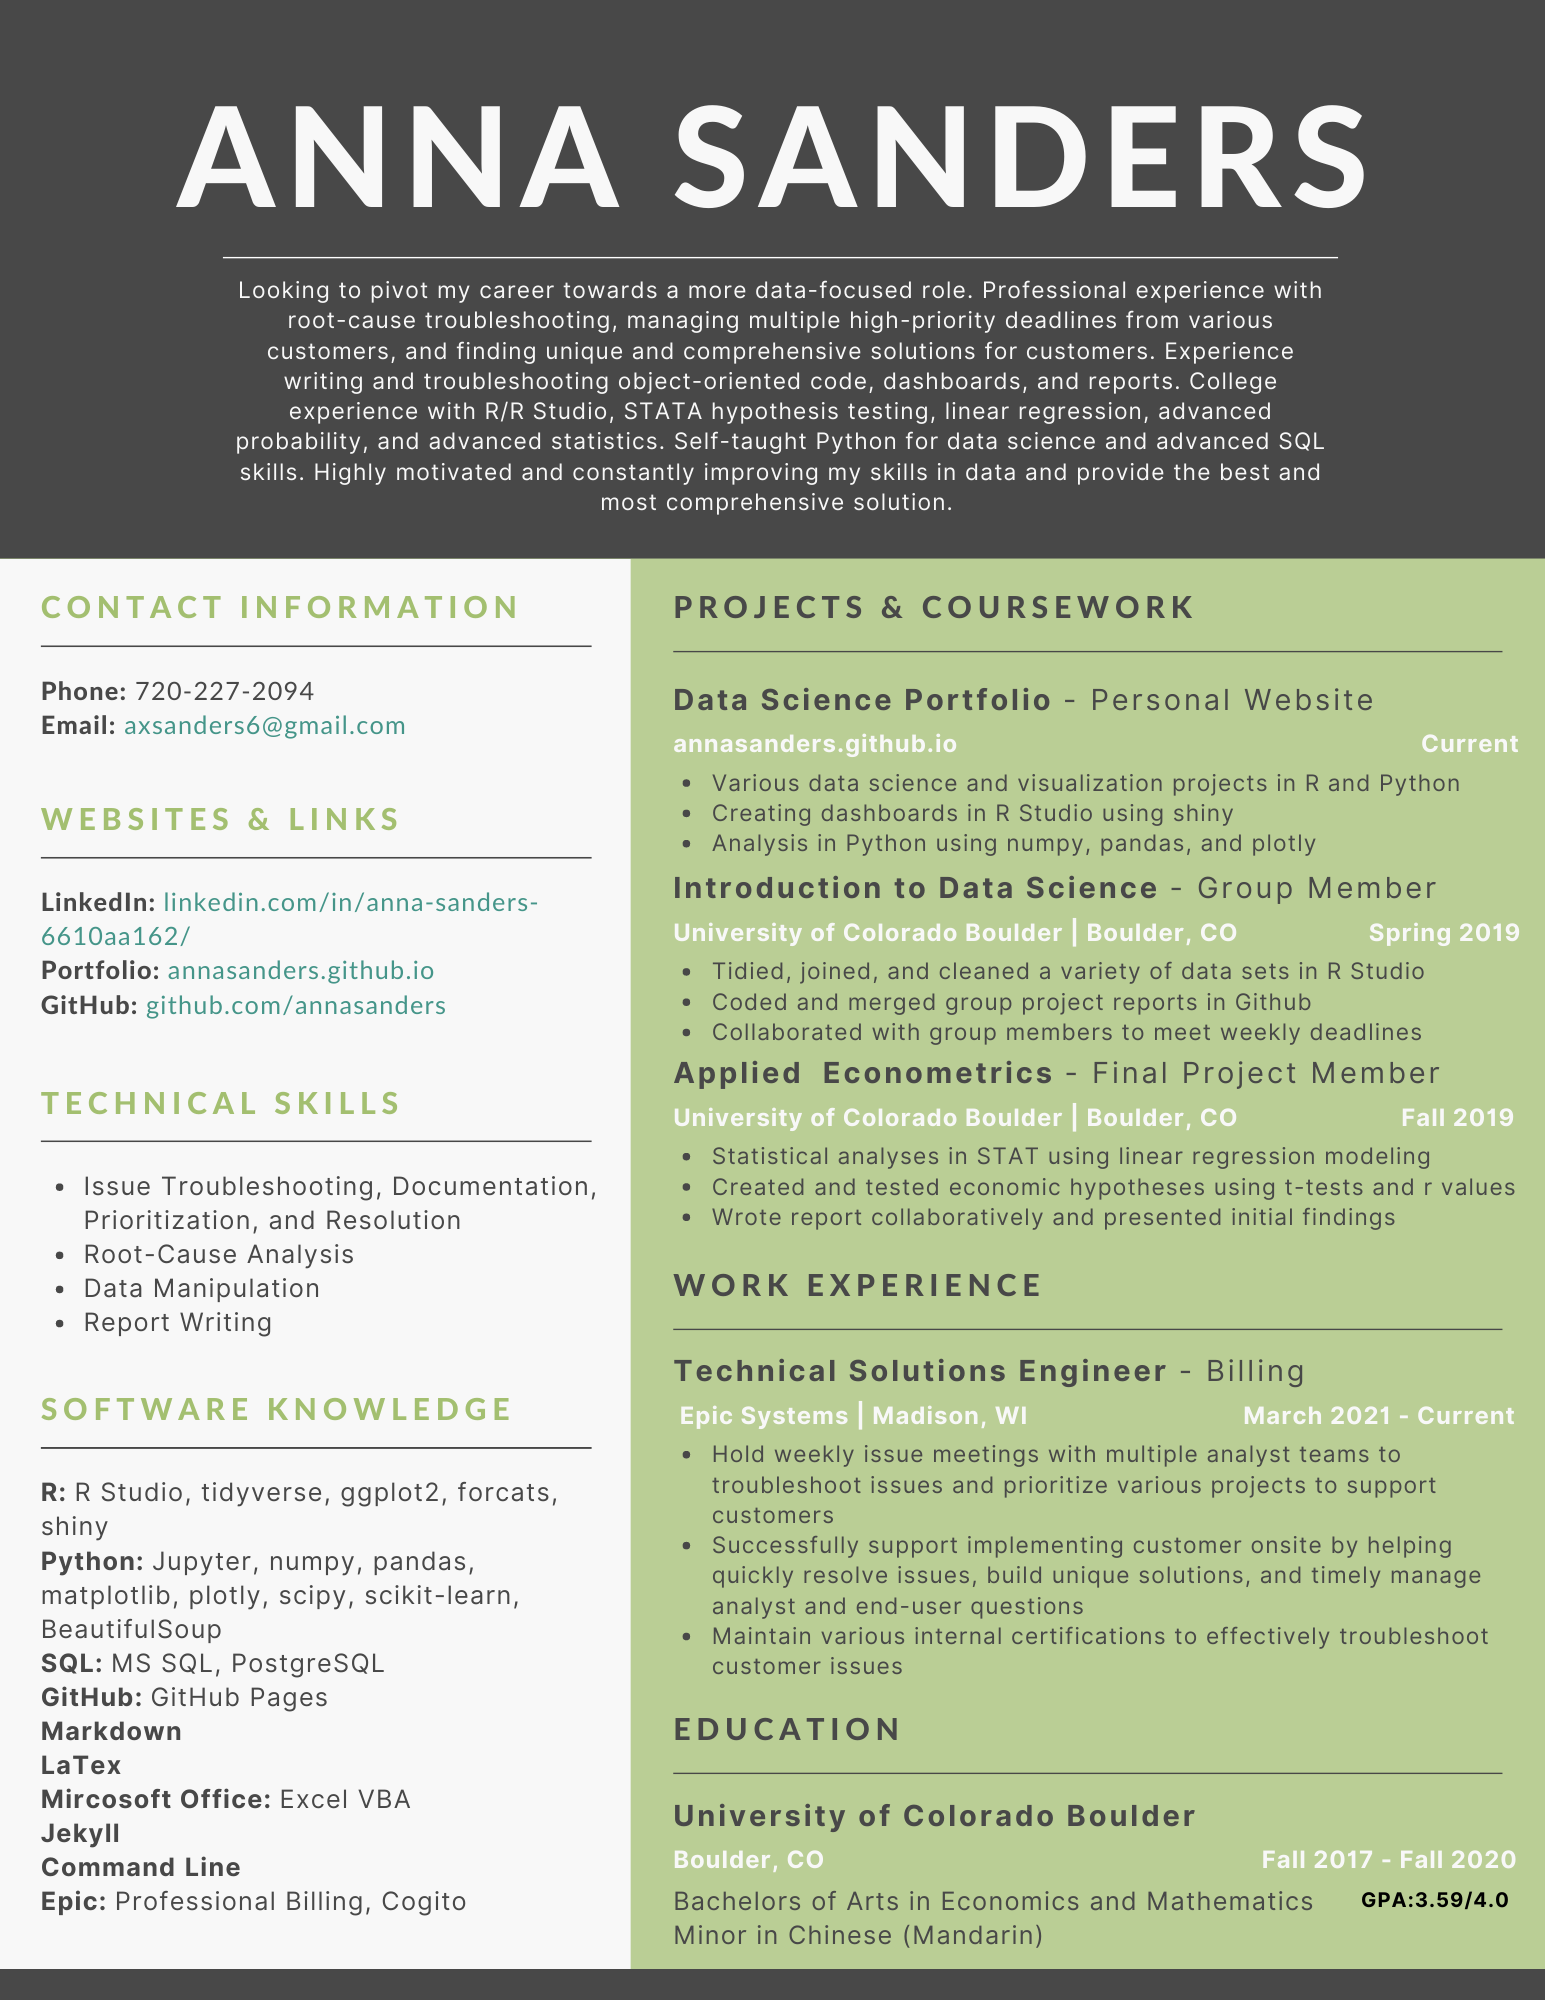 ANNA SANDERS
Looking to pivot my career towards a more data-focused role. Professional experience with
root-cause troubleshooting, managing multiple high-priority deadlines from various
customers, and finding unique and comprehensive solutions for customers. Experience
writing and troubleshooting object-oriented code, dashboards, and reports. College
experience with R/R Studio, STATA hypothesis testing, linear regression, advanced
probability, and advanced statistics. Self-taught Python for data science and advanced SQL
skills. Highly motivated and constantly improving my skills in data and provide the best and
most comprehensive solution.
CONTACT INFORMATION
Phone: 720-227-2094
Email: axsanders6@gmail.com
WEBSITES & LINKS
LinkedIn: linkedin.com/in/anna-sanders-
6610aa162/
Portfolio: annasanders.github.io
GitHub: github.com/annasanders
TECHNICAL SKILLS
• Issue Troubleshooting, Documentation,
Prioritization, and Resolution
• Root-Cause Analysis
• Data Manipulation
• Report Writing
SOFTWARE KNOWLEDGE
R: R Studio, tidyverse, ggplot2, forcats,
shiny
Python: Jupyter, numpy, pandas,
matplotlib, plotly, scipy, scikit-learn,
BeautifulSoup
SQL: MS SQL, PostgreSQL
GitHub: GitHub Pages
Markdown
LaTex
Mircosoft Office: Excel VBA
Jekyll
Command Line
Epic: Professional Billing, Cogito
PROJECTS & COURSEWORK
Data Science Portfolio - Personal Website
annasanders.github.io Current
• Various data science and visualization projects in R and Python
• Creating dashboards in R Studio using shiny
• Analysis in Python using numpy, pandas, and plotly
Introduction to Data Science - Group Member
University of Colorado Boulder | Boulder, CO Spring 2019
• Tidied, joined, and cleaned a variety of data sets in R Studio
• Coded and merged group project reports in Github
• Collaborated with group members to meet weekly deadlines
Applied Econometrics - Final Project Member
University of Colorado Boulder | Boulder, CO Fall 2019
• Statistical analyses in STAT using linear regression modeling
• Created and tested economic hypotheses using t-tests and r values
• Wrote report collaboratively and presented initial findings
WORK EXPERIENCE
Technical Solutions Engineer - Billing
Epic Systems | Madison, WI March 2021 - Current
• Hold weekly issue meetings with multiple analyst teams to
troubleshoot issues and prioritize various projects to support
customers
• Successfully support implementing customer onsite by helping
quickly resolve issues, build unique solutions, and timely manage
analyst and end-user questions
• Maintain various internal certifications to effectively troubleshoot
customer issues
EDUCATION
University of Colorado Boulder
Boulder, CO Fall 2017 - Fall 2020
Bachelors of Arts in Economics and Mathematics GPA:3.59/4.0
Minor in Chinese (Mandarin)